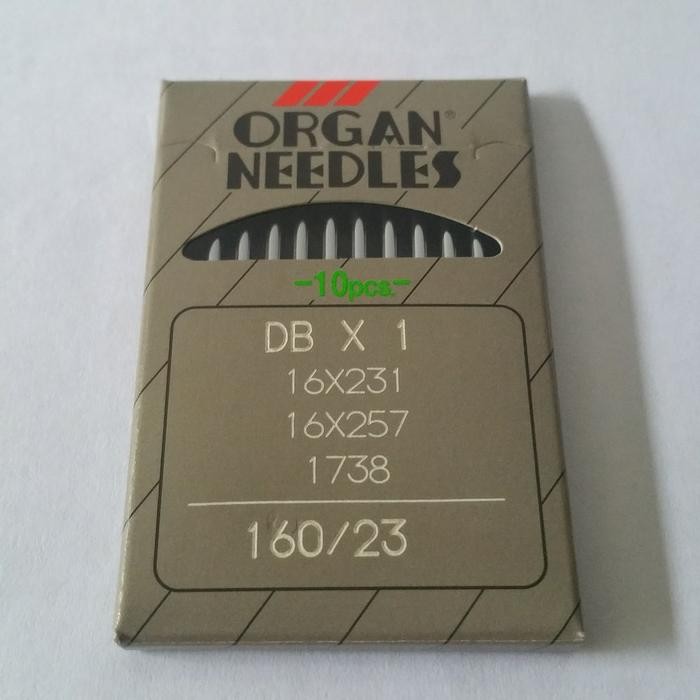 ORGAN®
NEEDLES
-10pcs.-
DB X 1
16X231
16X257
1738
160/23